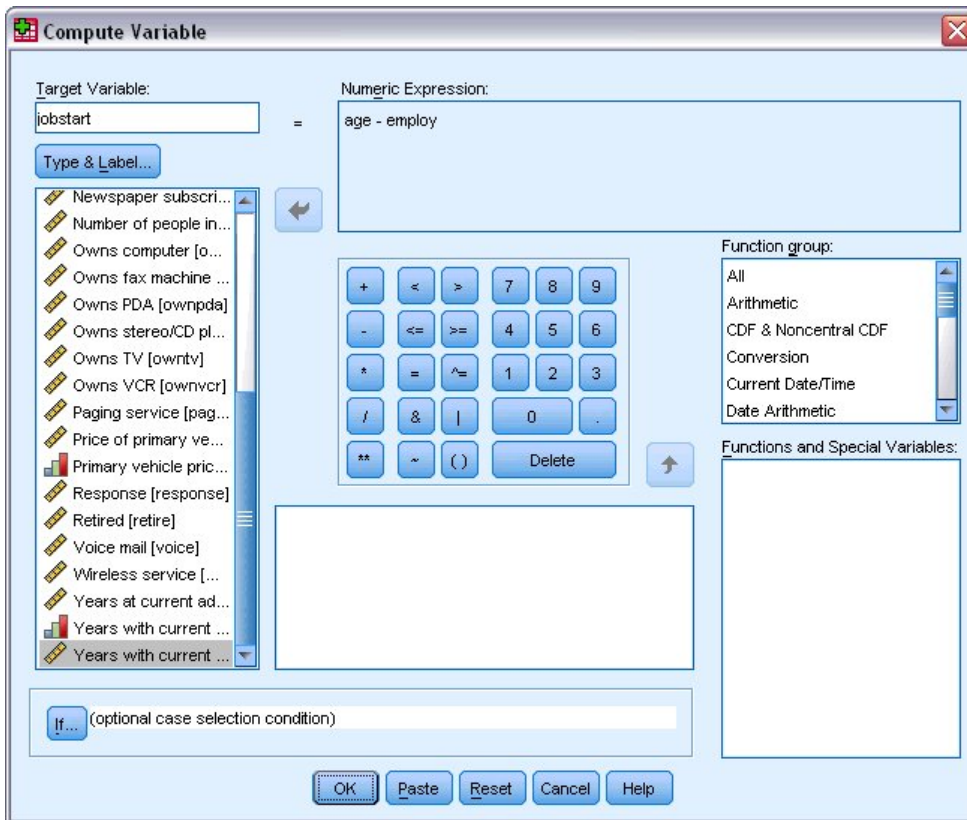 Compute Variable
Target Variable:
jobstart
=
Numeric Expression:
age - employ
Type & Label...
Newspaper subscri...
Number of people in...
Owns computer [o...
Owns fax machine ...
Owns PDA [ownpda]
Owns stereo/CD pl...
Owns TV [owntv]
Owns VCR [ownvcr]
Paging service [pag...
Price of primary ve...
Primary vehicle pric...
Response [response]
Retired [retire]
Voice mail [voice]
Wireless service [...
Years at current ad...
Years with current ...
Years with current ...
+ < > 7 8 9
- <= >= 4 5 6
* = ^= 1 2 3
/ & | 0 .
** ~ ( ) Delete
Function group:
All
Arithmetic
CDF & Noncentral CDF
Conversion
Current Date/Time
Date Arithmetic
Functions and Special Variables:
If... (optional case selection condition)
OK Paste Reset Cancel Help